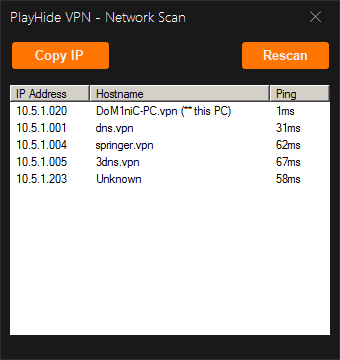 PlayHide VPN - Network Scan
Copy IP Rescan
IP Address Hostname Ping
10.5.1.020 DoM1niC-PC.vpn (** this PC) 1ms
10.5.1.001 dns.vpn 31ms
10.5.1.004 springer.vpn 62ms
10.5.1.005 3dns.vpn 67ms
10.5.1.203 Unknown 58ms